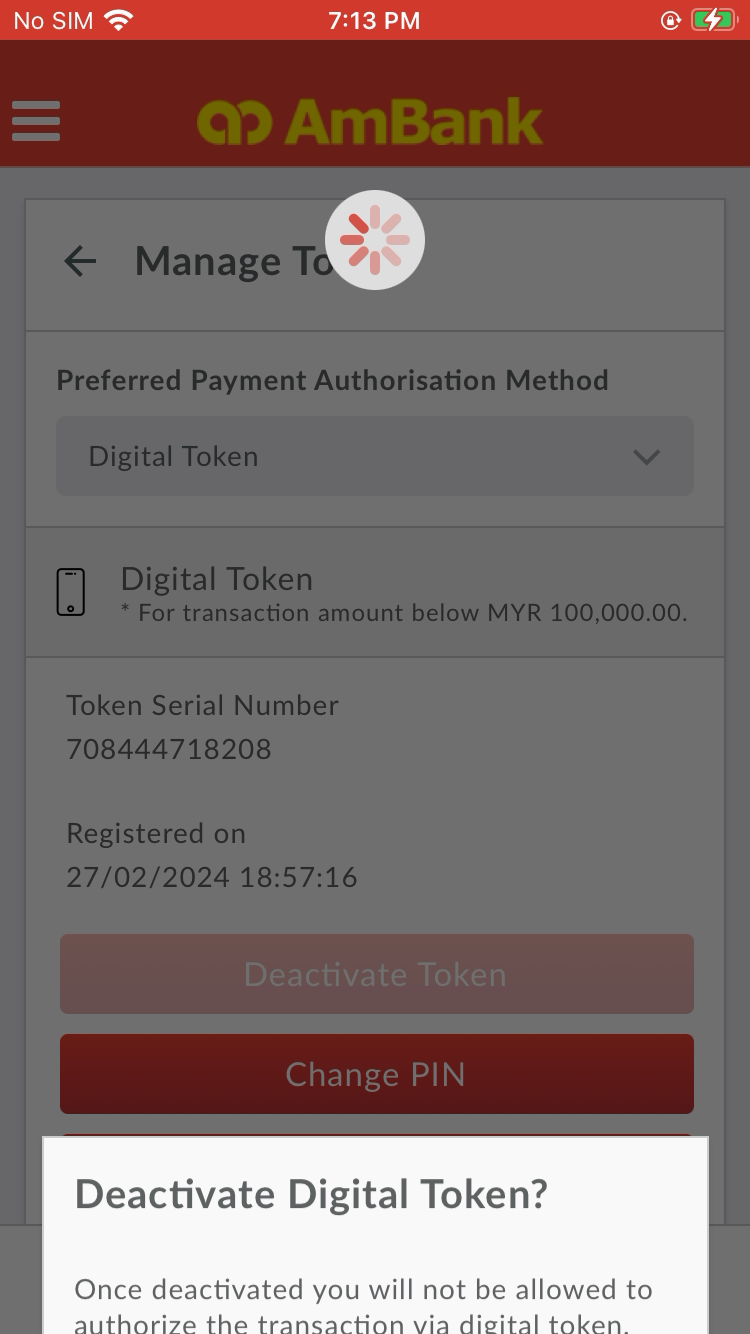 No SIM 7:13 PM
AmBank
Manage To
Preferred Payment Authorisation Method
Digital Token
Digital Token
* For transaction amount below MYR 100,000.00.
Token Serial Number
708444718208
Registered on
27/02/2024 18:57:16
Deactivate Token
Change PIN
Deactivate Digital Token?
Once deactivated you will not be allowed to
authorize the transaction via digital token.